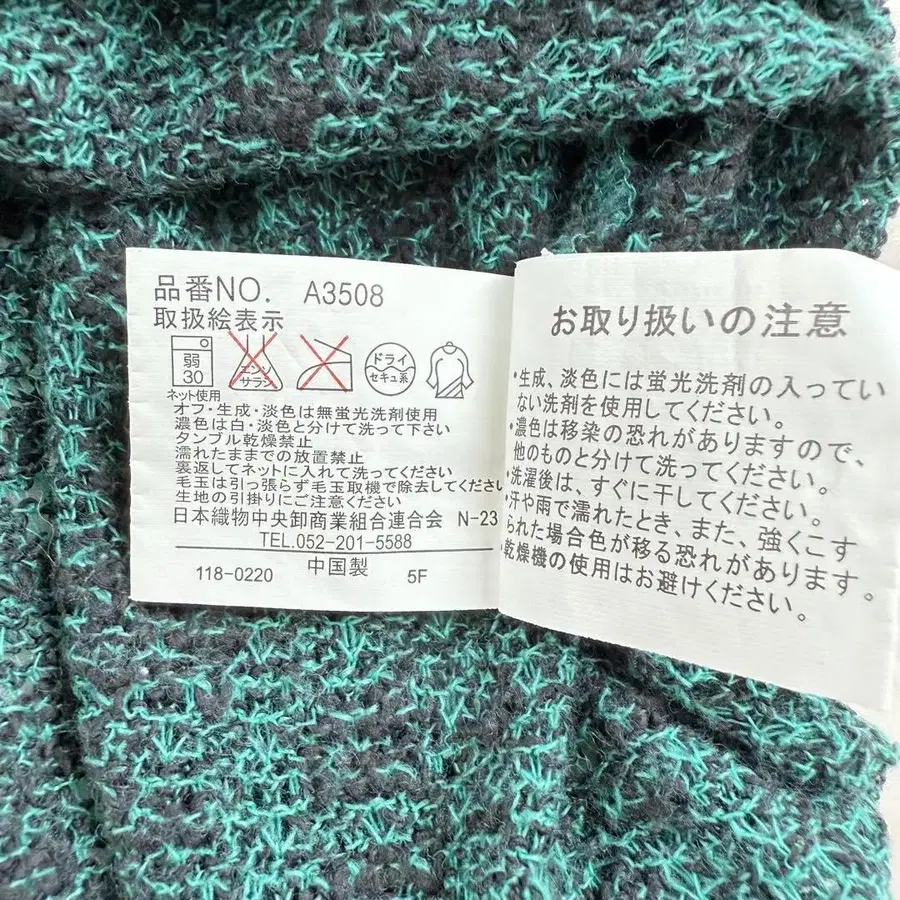 品番NO. A3508
取扱絵表示
弱 30
エンソ サラシ
ドライ セキュ系
ネット使用
オフ・生成・淡色は無蛍光洗剤使用
濃色は白・淡色と分けて洗って下さい
タンブル乾燥禁止
濡れたままでの放置禁止
裏返してネットに入れて洗ってください
毛玉は引っ張らず毛玉取機で除去してくださ
生地の引掛りにご注意ください
日本織物中央卸商業組合連合会 N-23
TEL.052-201-5588
118-0220 中国製 5F
お取り扱いの注意
・生成、淡色には蛍光洗剤の入ってい
ない洗剤を使用してください。
・濃色は移染の恐れがありますので、
他のものと分けて洗ってください。
・洗濯後は、すぐに干してください。
・汗や雨で濡れたとき、また、強くこす
られた場合色が移る恐れがあります。
・乾燥機の使用はお避けください。